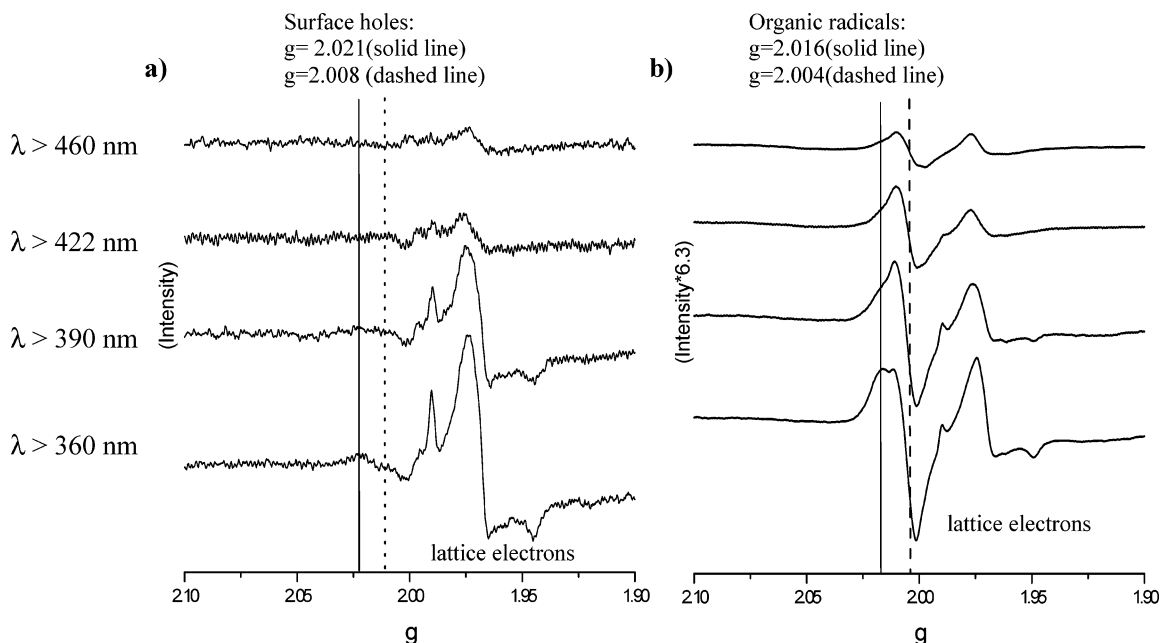 Surface holes:
g= 2.021(solid line)
g=2.008 (dashed line)
a)
Organic radicals:
g=2.016(solid line)
g=2.004(dashed line)
b)
λ > 460 nm
λ > 422 nm
λ > 390 nm
λ > 360 nm
(Intensity)
lattice electrons
2.10 2.05 2.00 1.95 1.90
g
(Intensity*6.3)
lattice electrons
2.10 2.05 2.00 1.95 1.90
g